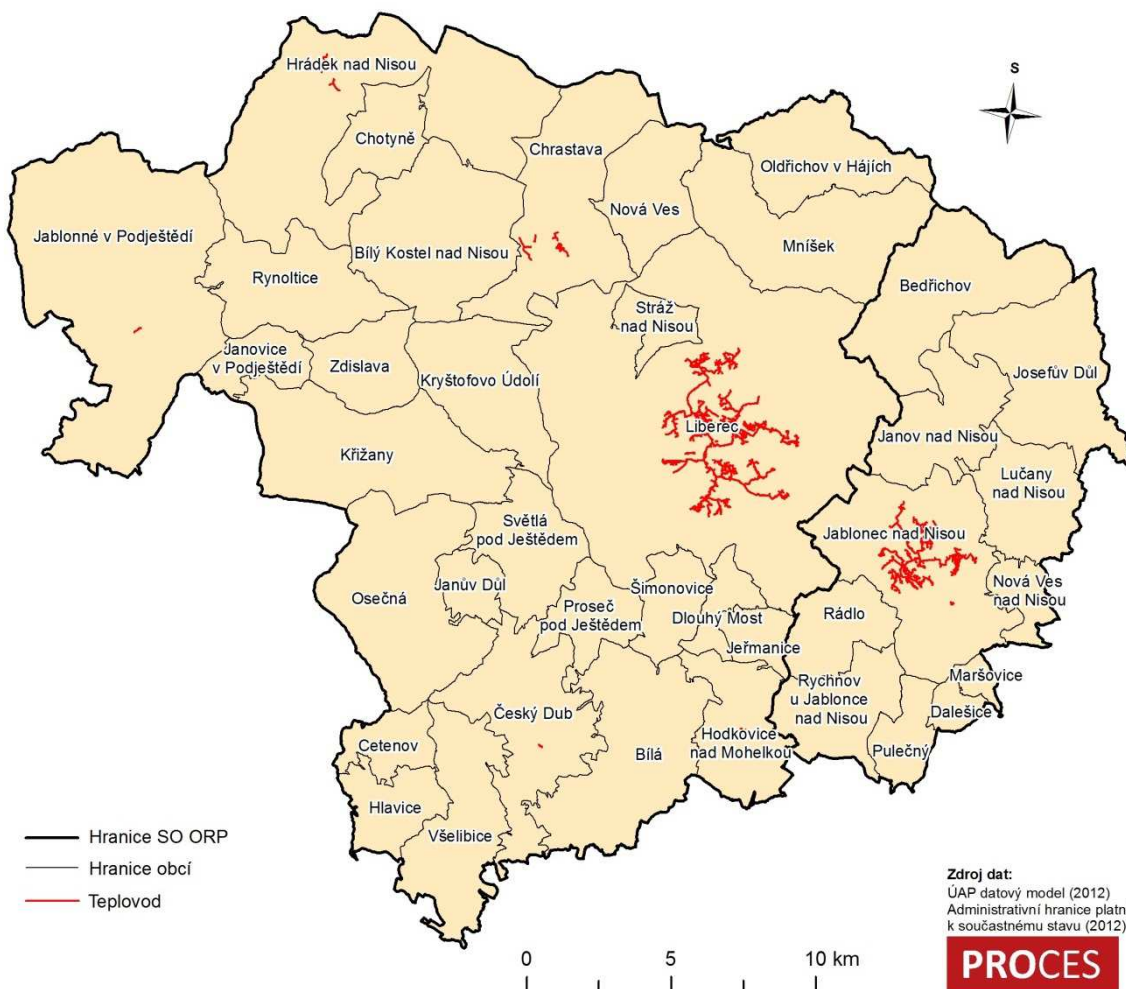 Hrádek nad Nisou
S
Chotyně
Chrastava
Oldřichov v Hájích
Nová Ves
Jablonné v Podještědí
Bílý Kostel nad Nisou
Mníšek
Rynoltice
Bedřichov
Stráž
nad Nisou
Janovice
v Podještědí
Zdislava
Kryštofovo Údolí
Josefův Důl
Liberec
Janov nad Nisou
Křižany
Lučany
nad Nisou
Světlá
pod Ještědem
Jablonec nad Nisou
Osečná
Janův Důl
Šimonovice
Nová Ves
nad Nisou
Proseč
pod Ještědem
Dlouhý Most
Rádlo
Jeřmanice
Maršovice
Rychnov
u Jablonce
nad Nisou
Český Dub
Dalešice
Cetenov
Bílá
Hodkovice
nad Mohelkou
Pulečný
Hlavice
Všelibice
Hranice SO ORP
Hranice obcí
Teplovod
Zdroj dat:
ÚAP datový model (2012)
Administrativní hranice platn
k součastnému stavu (2012)
0 5 10 km
PROCES